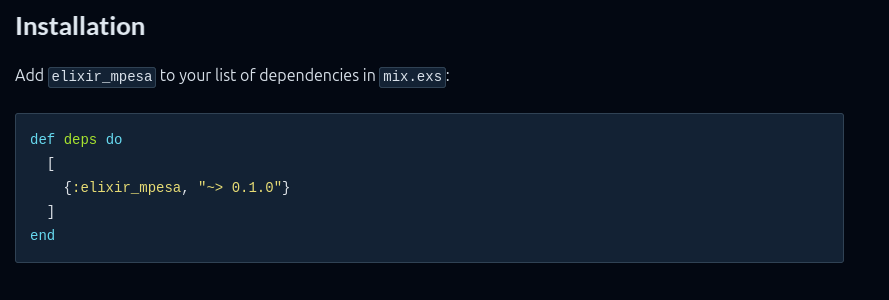 Installation
Add elixir_mpesa to your list of dependencies in mix.exs:
def deps do
  [
    {:elixir_mpesa, "~> 0.1.0"}
  ]
end